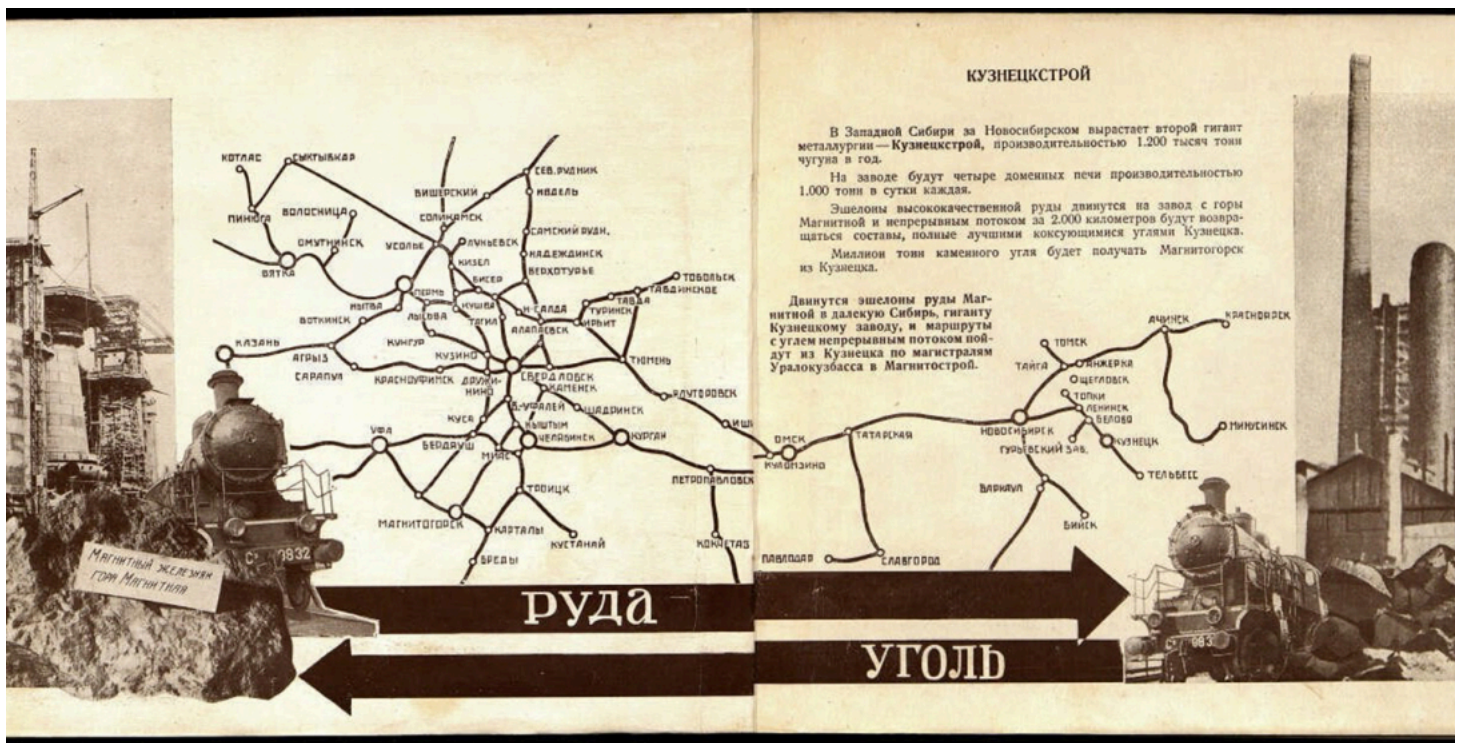 КУЗНЕЦКСТРОЙ
В Западной Сибири за Новосибирском вырастает второй гигант
металлургии — Кузнецкстрой, производительностью 1.200 тысяч тонн
чугуна в год.
На заводе будут четыре доменных печи производительностью
1.000 тонн в сутки каждая.
Эшелоны высококачественной руды двинутся на завод с горы
Магнитной и непрерывным потоком за 2.000 километров будут возвра-
щаться составы, полные лучшими коксующимися углями Кузнецка.
Миллион тонн каменного угля будет получать Магнитогорск
из Кузнецка.
Двинутся эшелоны руды Маг-
нитной в далекую Сибирь, гиганту
Кузнецкому заводу, и маршруты
с углем непрерывным потоком пой-
дут из Кузнецка по магистралям
Уралокузбасса в Магнитострой.
КОТЛАС
СЫКТЫВКАР
СЕВ. РУДНИК
ВИШЕРСКИЙ
ИВДЕЛЬ
ПИНЮГА
ВОЛОСНИЦА
СОЛИКАМСК
САМСКИЙ РУДН.
ОМУТНИНСК
УСОЛЬЕ
ЛУНЬЕВСК
НАДЕЖДИНСК
ВЯТКА
КИЗЕЛ
БИСЕР
ВЕРХОТУРЬЕ
ТОБОЛЬСК
ПЕРМЬ
ТАВДИНСКОЕ
НЫТВА
КУШВА
Н-САЛДА
ТАВДА
ТУРИНСК
ВОТКИНСК
ЛЫСЬВА
ТАГИЛ
АЛАПАЕВСК
ИРБИТ
КАЗАНЬ
АГРЫЗ
КУНГУР
КУЗИНО
ТЮМЕНЬ
САРАПУЛ
КРАСНОУФИМСК
ДРУЖИ-
НИНО
СВЕРДЛОВСК
КАМЕНСК
ЯЛУТОРОВСК
Б.-УФАЛЕЙ
ШАДРИНСК
КУСА
КЫШТЫМ
ИШИ
УФА
БЕРДЯУШ
ЧЕЛЯБИНСК
КУРГАН
МИАС
ПЕТРОПАВЛОВСК
ТРОИЦК
МАГНИТОГОРСК
КАРТАЛЫ
КУСТАНАЙ
КОКЧЕТАВ
БРЕДЫ
АЧИНСК
КРАСНОЯРСК
ТОМСК
ТАЙГА
АНЖЕРКА
ЩЕГЛОВСК
ТОПКИ
ЛЕНИНСК
БЕЛОВО
НОВОСИБИРСК
ОМСК
ТАТАРСКАЯ
КУЗНЕЦК
МИНУСИНСК
КУЛОМЗИНО
ГУРЬЕВСКИЙ ЗАВ.
ТЕЛЬБЕСС
БАРНАУЛ
БИЙСК
ПАВЛОДАР
СЛАВГОРОД
МАГНИТНЫЙ ЖЕЛЕЗНЯК
ГОРА МАГНИТНАЯ
РУДА
УГОЛЬ